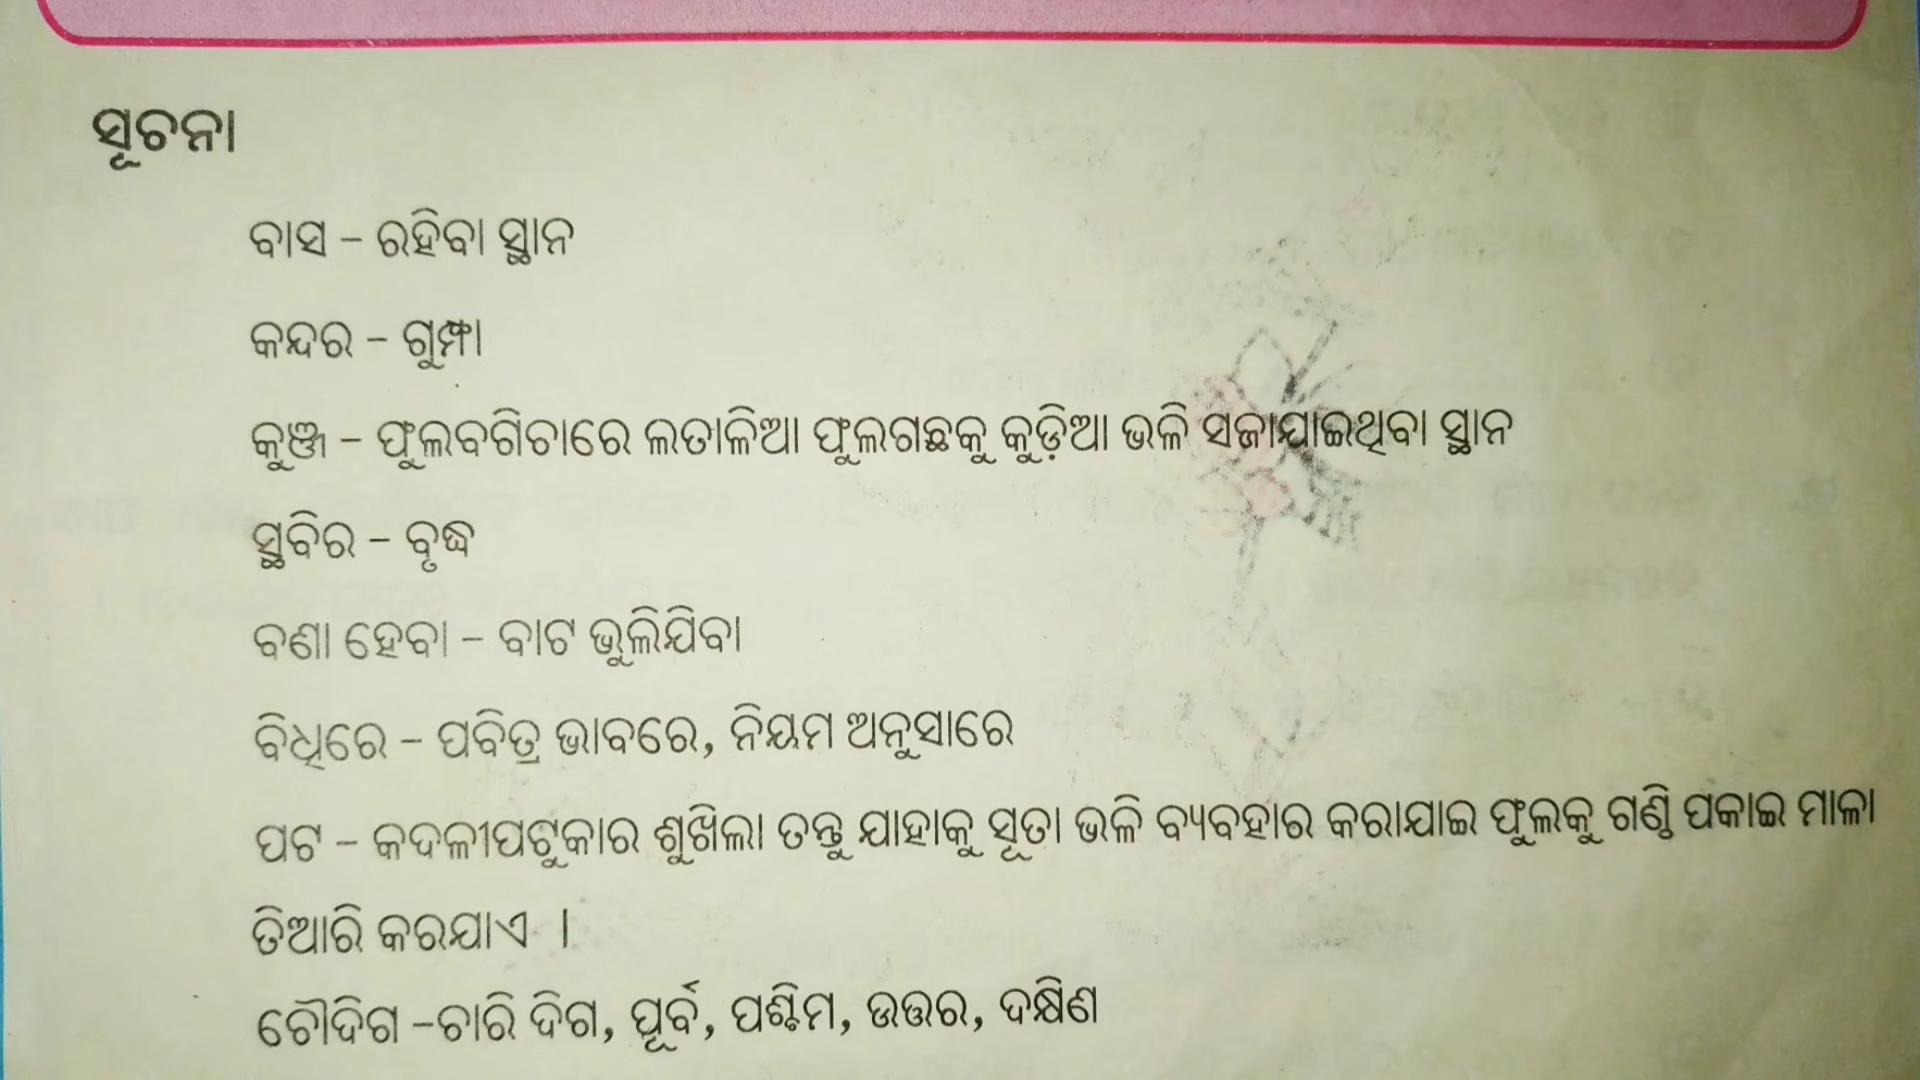 ସୂଚନା
ବାସ – ରହିବା ସ୍ଥାନ
କନ୍ଦର – ଗୁମ୍ଫା
କୁଞ୍ଜ – ଫୁଲବଗିଚାରେ ଲତାଳିଆ ଫୁଲଗଛକୁ କୁଡ଼ିଆ ଭଳି ସଜାଯାଇଥିବା ସ୍ଥାନ
ସ୍ଥବିର – ବୃଦ୍ଧ
ବଣା ହେବା – ବାଟ ଭୁଲିଯିବା
ବିଧିରେ – ପବିତ୍ର ଭାବରେ, ନିୟମ ଅନୁସାରେ
ପଟ – କଦଳୀପଟୁକାର ଶୁଖିଲା ତନ୍ତୁ ଯାହାକୁ ସୂତା ଭଳି ବ୍ୟବହାର କରାଯାଇ ଫୁଲକୁ ଗଣ୍ଠି ପକାଇ ମାଳା
ତିଆରି କରଯାଏ ।
ଚୌଦିଗ –ଚାରି ଦିଗ, ପୂର୍ବ, ପଶ୍ଚିମ, ଉତ୍ତର, ଦକ୍ଷିଣ